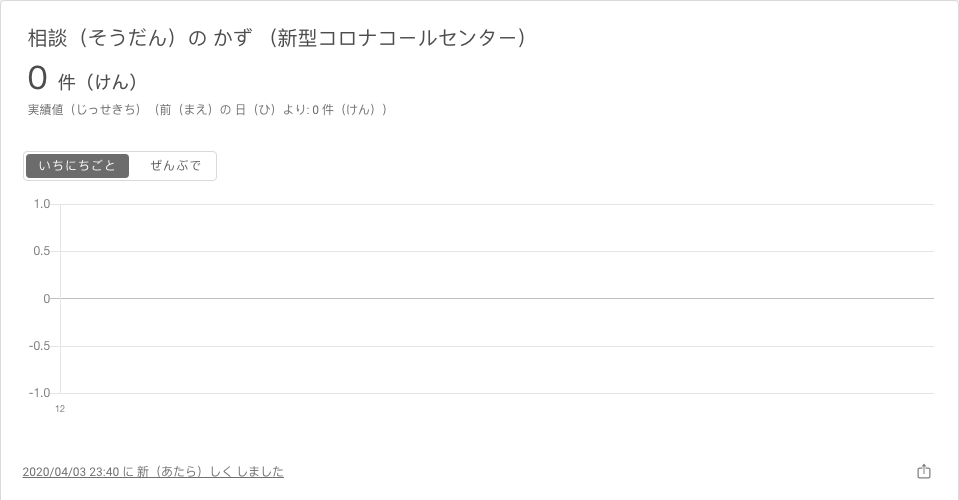 相談（そうだん）の かず （新型コロナコールセンター）
0 件（けん）
実績値（じっせきち）（前（まえ）の 日（ひ）より: 0 件（けん））
いちにちごと ぜんぶで
1.0
0.5
0
-0.5
-1.0
12
2020/04/03 23:40 に 新（あたら）しく しました